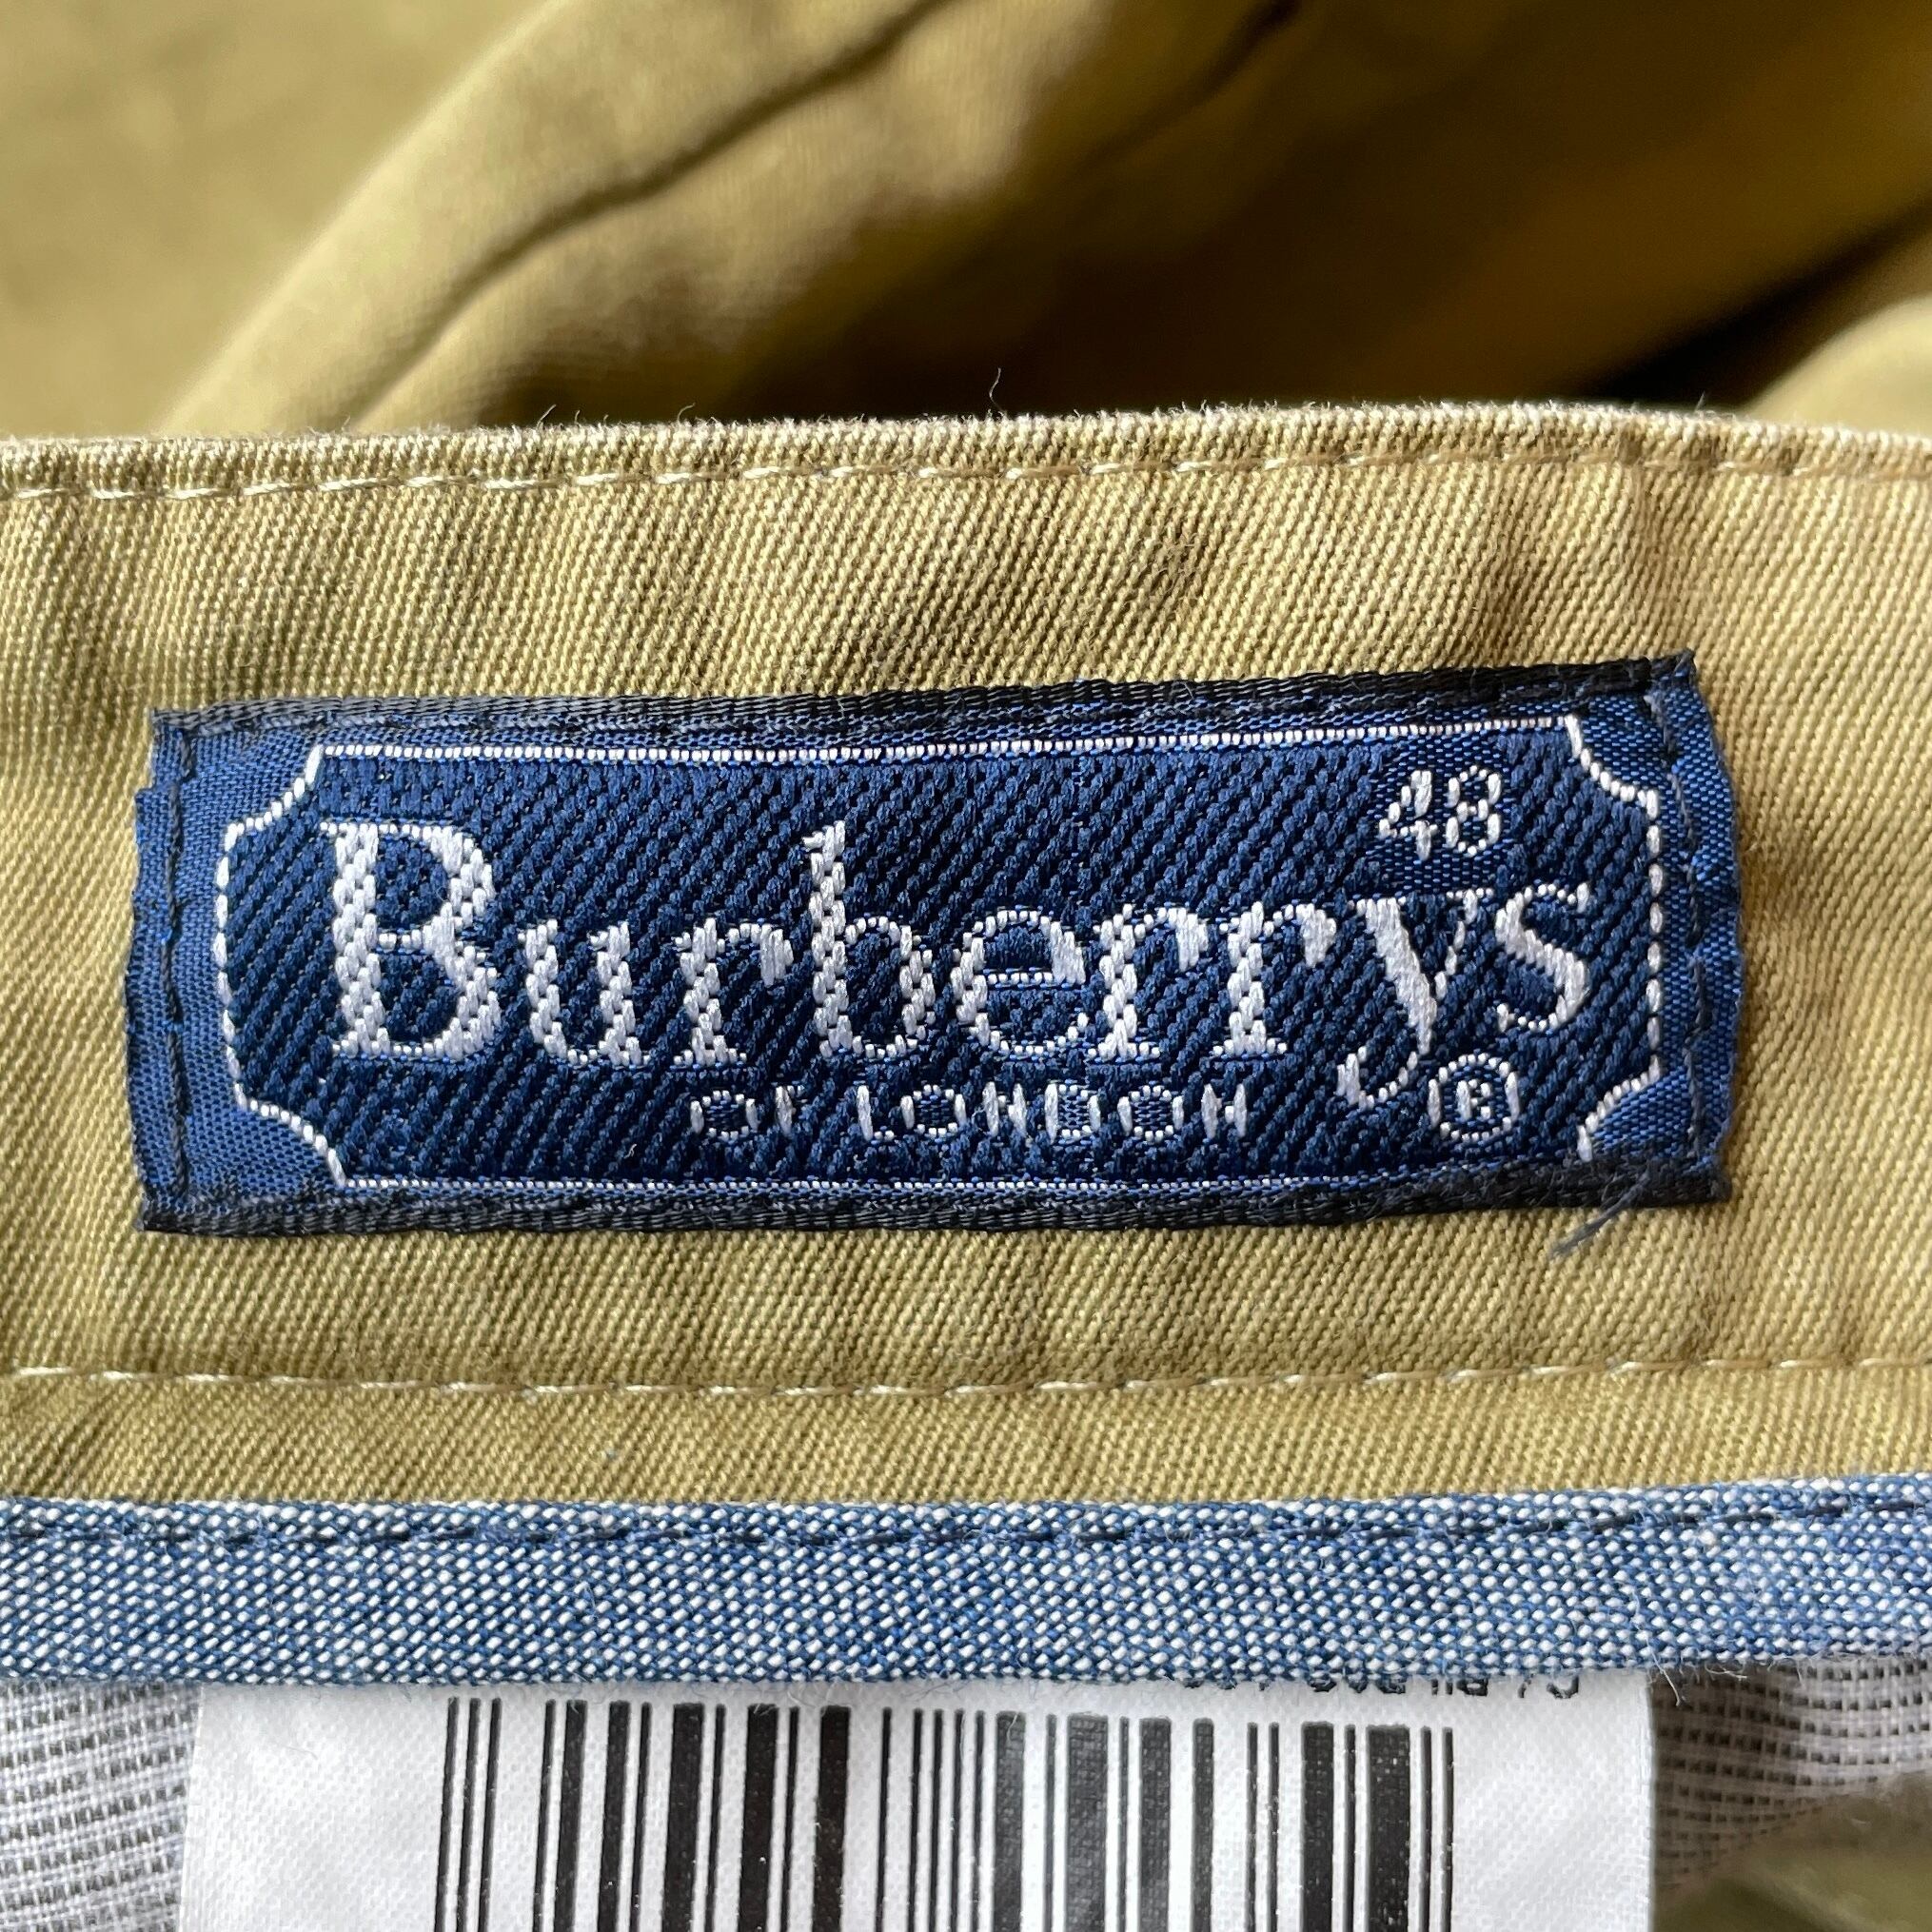 48
Burberrys
OF LONDON ®